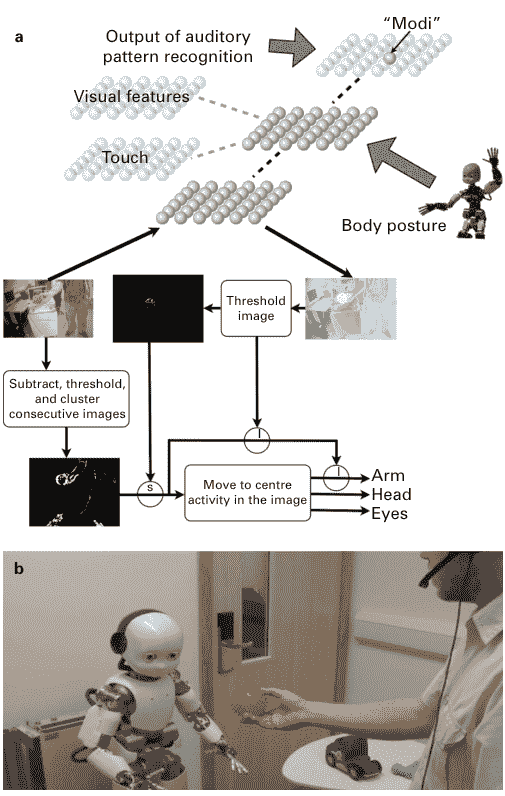 a
Output of auditory
pattern recognition
“Modi”
Visual features
Touch
Body posture
Threshold
image
Subtract, threshold,
and cluster
consecutive images
I
s
I
Move to centre
activity in the image
Arm
Head
Eyes
b